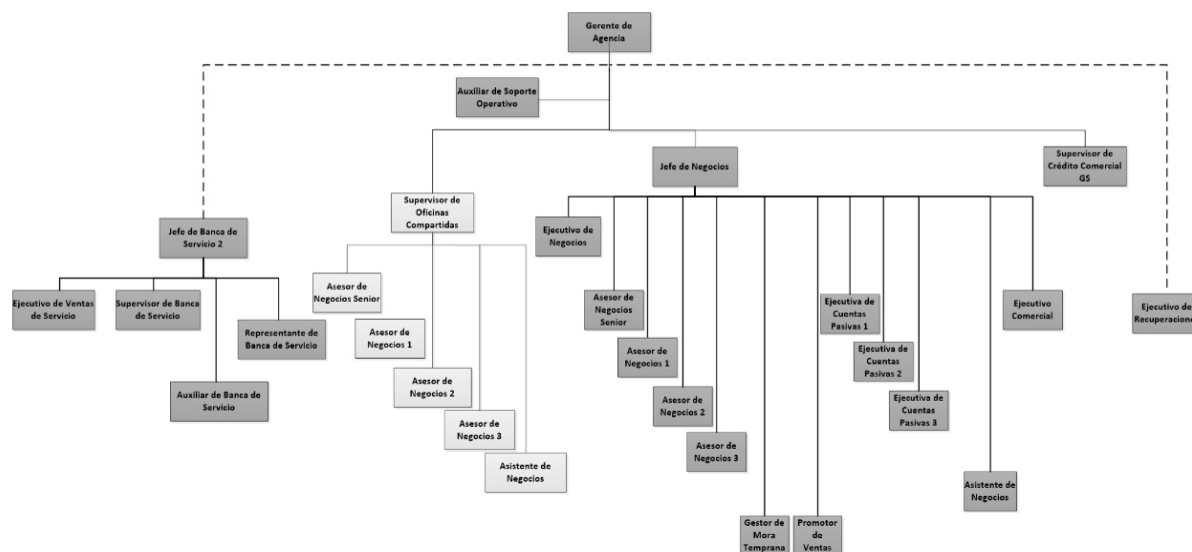 Gerente de
Agencia
Auxiliar de Soporte
Operativo
Supervisor de
Crédito Comercial
GS
Jefe de Negocios
Supervisor de
Oficinas
Compartidas
Jefe de Banca de
Servicio 2
Ejecutivo de
Negocios
Ejecutivo de Ventas
de Servicio
Supervisor de Banca
de Servicio
Representante de
Banca de Servicio
Auxiliar de Banca de
Servicio
Asesor de
Negocios Senior
Asesor de
Negocios 1
Asesor de
Negocios 2
Asesor de
Negocios 3
Asistente de
Negocios
Asesor de
Negocios
Senior
Asesor de
Negocios 1
Asesor de
Negocios 2
Asesor de
Negocios 3
Gestor de
Mora
Temprana
Promotor
de
Ventas
Ejecutiva de
Cuentas
Pasivas 1
Ejecutiva de
Cuentas
Pasivas 2
Ejecutiva de
Cuentas
Pasivas 3
Asistente de
Negocios
Ejecutivo
Comercial
Ejecutivo de
Recuperacione